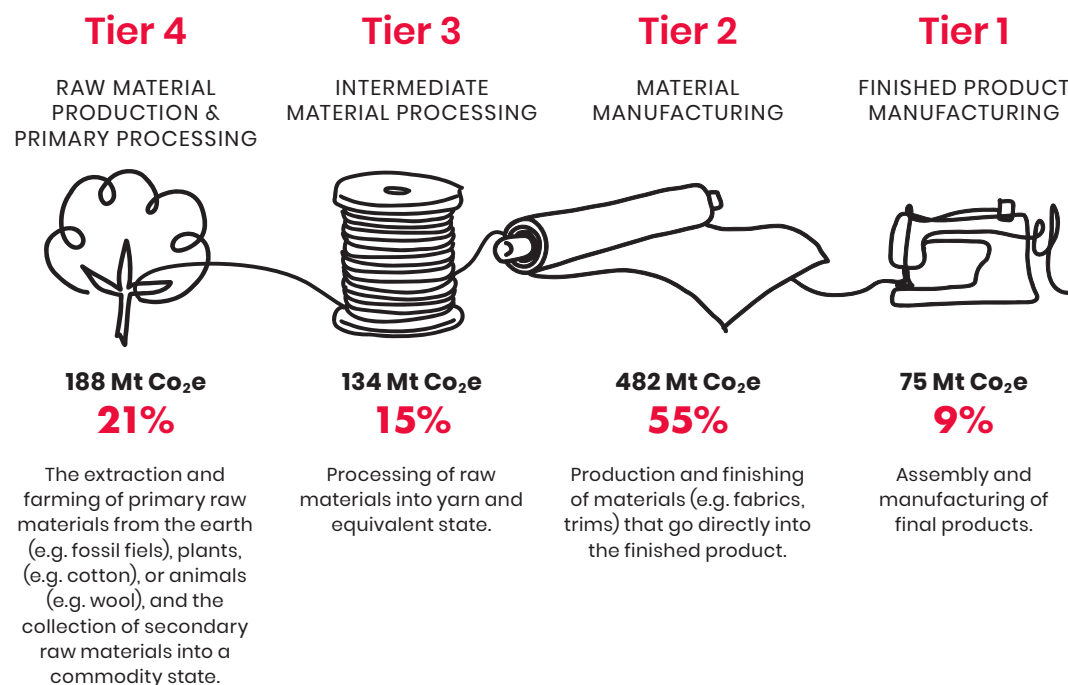 Tier 4
RAW MATERIAL
PRODUCTION &
PRIMARY PROCESSING
188 Mt Co₂e
21%
The extraction and
farming of primary raw
materials from the earth
(e.g. fossil fiels), plants,
(e.g. cotton), or animals
(e.g. wool), and the
collection of secondary
raw materials into a
commodity state.
Tier 3
INTERMEDIATE
MATERIAL PROCESSING
134 Mt Co₂e
15%
Processing of raw
materials into yarn and
equivalent state.
Tier 2
MATERIAL
MANUFACTURING
482 Mt Co₂e
55%
Production and finishing
of materials (e.g. fabrics,
trims) that go directly into
the finished product.
Tier 1
FINISHED PRODUCT
MANUFACTURING
75 Mt Co₂e
9%
Assembly and
manufacturing of
final products.